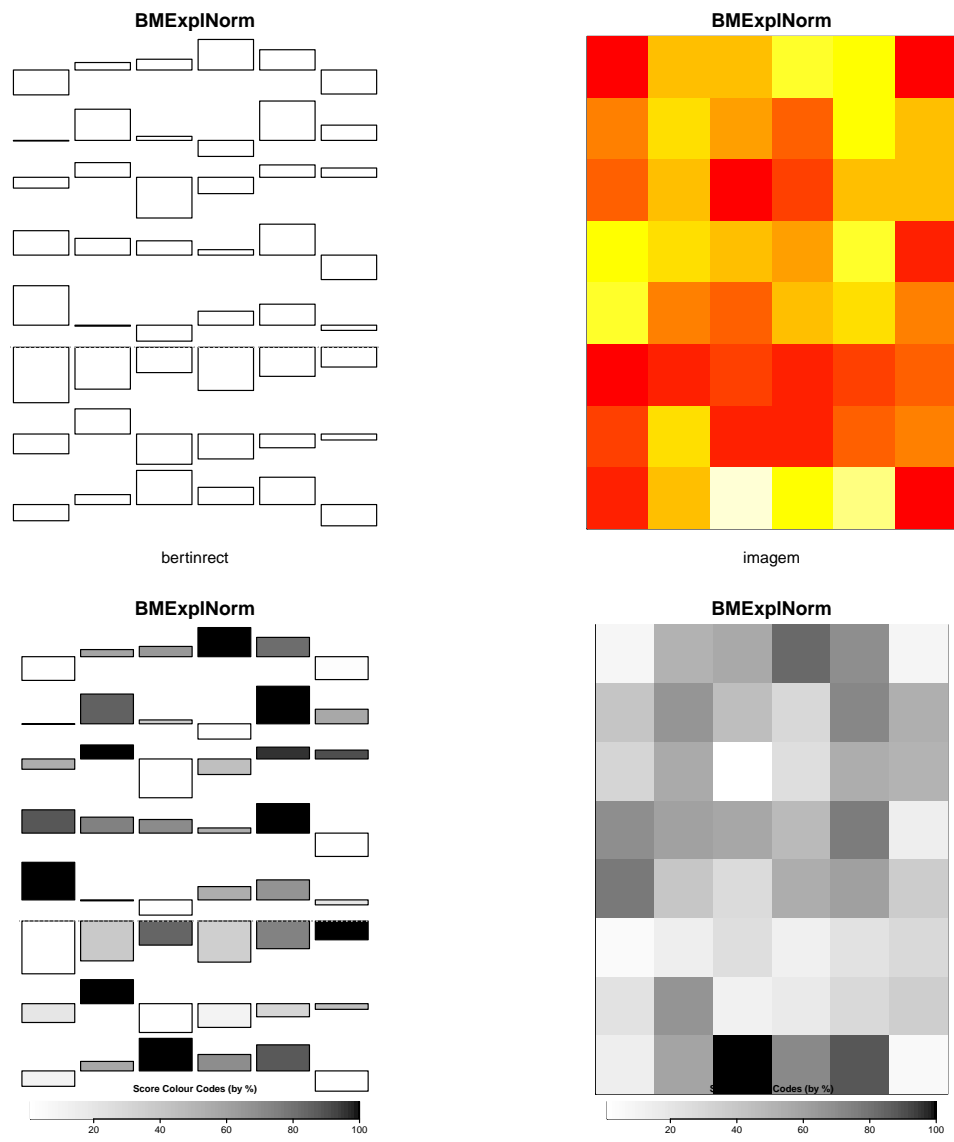 BMExplNorm
BMExplNorm
bertinrect
imagem
BMExplNorm
BMExplNorm
Score Colour Codes (by %)
20 40 60 80 100
S Codes (by %)
20 40 60 80 100